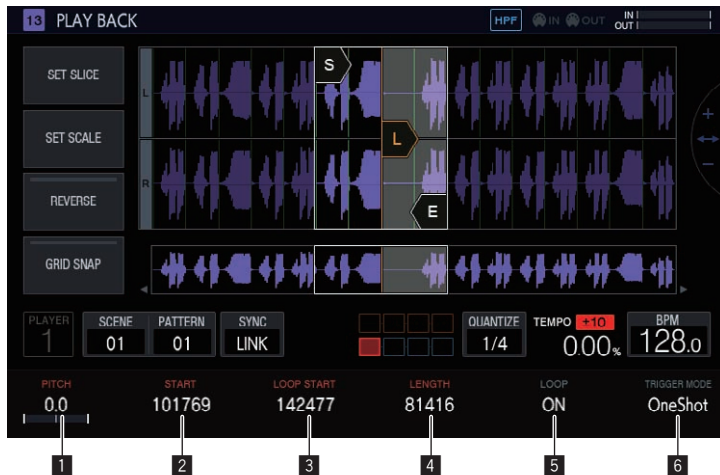 13 PLAY BACK HPF IN OUT IN
OUT
SET SLICE
SET SCALE
REVERSE
GRID SNAP
L
R
S
L
E
+
−
PLAYER
1
SCENE
01
PATTERN
01
SYNC
LINK
QUANTIZE
1/4
TEMPO +10
0.00%
BPM
128.0
PITCH
0.0
START
101769
LOOP START
142477
LENGTH
81416
LOOP
ON
TRIGGER MODE
OneShot
1 2 3 4 5 6